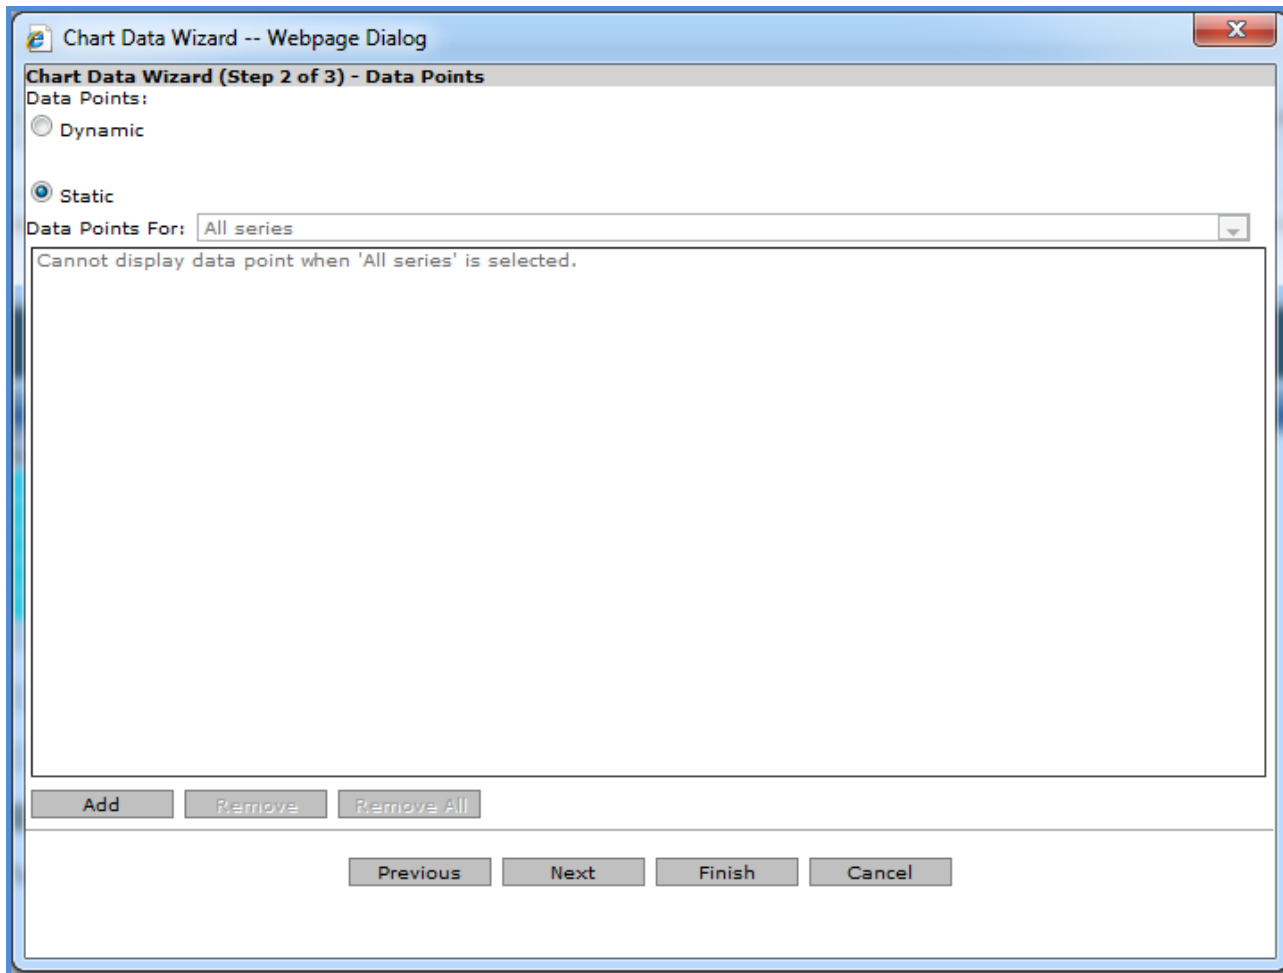 Chart Data Wizard -- Webpage Dialog
Chart Data Wizard (Step 2 of 3) - Data Points
Data Points:
Dynamic
Static
Data Points For: All series
Cannot display data point when 'All series' is selected.
Add Remove Remove All
Previous Next Finish Cancel